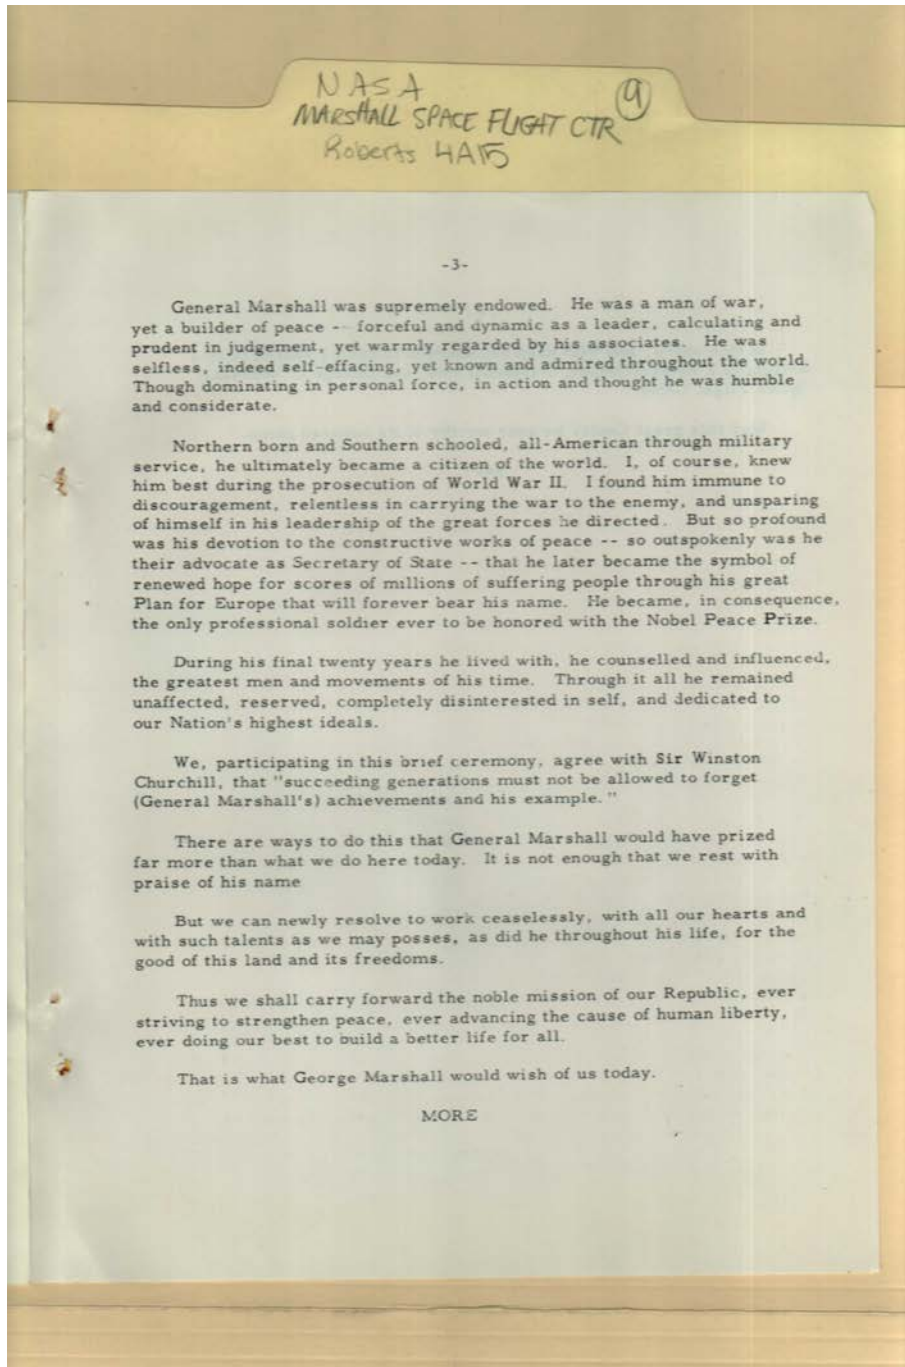 NASA
MARSHALL SPACE FLIGHT CTR
9
Roberts 4A15
-3-
General Marshall was supremely endowed. He was a man of war,
yet a builder of peace -- forceful and dynamic as a leader, calculating and
prudent in judgement, yet warmly regarded by his associates. He was
selfless, indeed self-effacing, yet known and admired throughout the world.
Though dominating in personal force, in action and thought he was humble
and considerate.
Northern born and Southern schooled, all-American through military
service, he ultimately became a citizen of the world. I, of course, knew
him best during the prosecution of World War II. I found him immune to
discouragement, relentless in carrying the war to the enemy, and unsparing
of himself in his leadership of the great forces he directed. But so profound
was his devotion to the constructive works of peace -- so outspokenly was he
their advocate as Secretary of State -- that he later became the symbol of
renewed hope for scores of millions of suffering people through his great
Plan for Europe that will forever bear his name. He became, in consequence,
the only professional soldier ever to be honored with the Nobel Peace Prize.
During his final twenty years he lived with, he counselled and influenced,
the greatest men and movements of his time. Through it all he remained
unaffected, reserved, completely disinterested in self, and dedicated to
our Nation's highest ideals.
We, participating in this brief ceremony, agree with Sir Winston
Churchill, that "succeeding generations must not be allowed to forget
(General Marshall's) achievements and his example."
There are ways to do this that General Marshall would have prized
far more than what we do here today. It is not enough that we rest with
praise of his name
But we can newly resolve to work ceaselessly, with all our hearts and
with such talents as we may posses, as did he throughout his life, for the
good of this land and its freedoms.
Thus we shall carry forward the noble mission of our Republic, ever
striving to strengthen peace, ever advancing the cause of human liberty,
ever doing our best to build a better life for all.
That is what George Marshall would wish of us today.
MORE